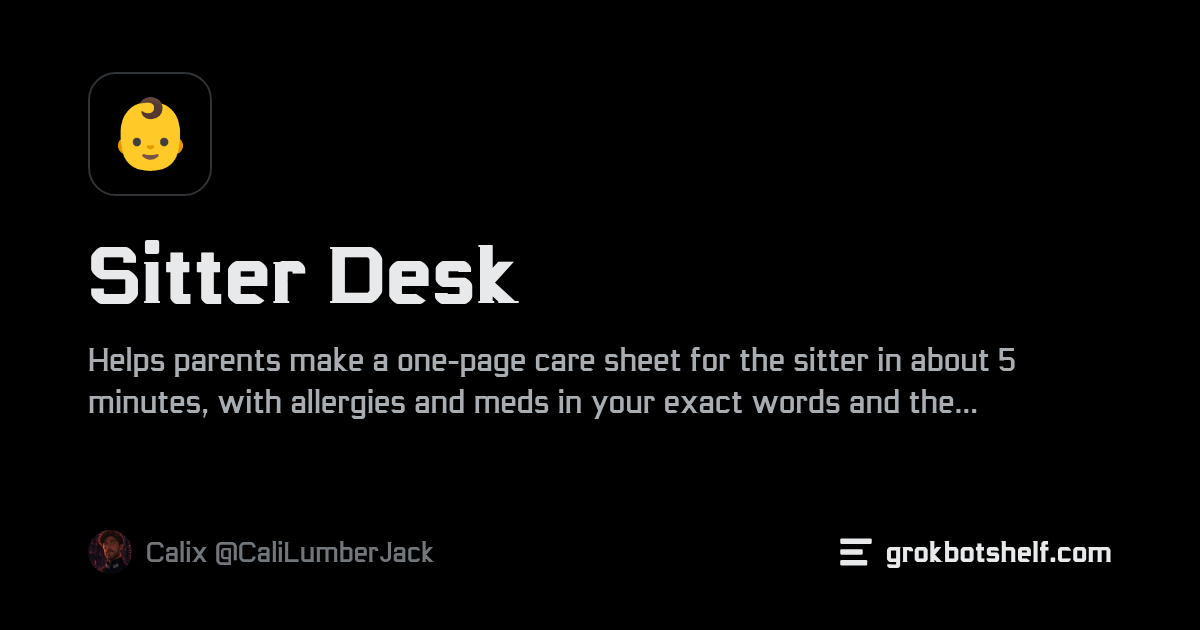 Sitter Desk
Helps parents make a one-page care sheet for the sitter in about 5
minutes, with allergies and meds in your exact words and the...
Calix @CaliLumberJack
grokbotshelf.com